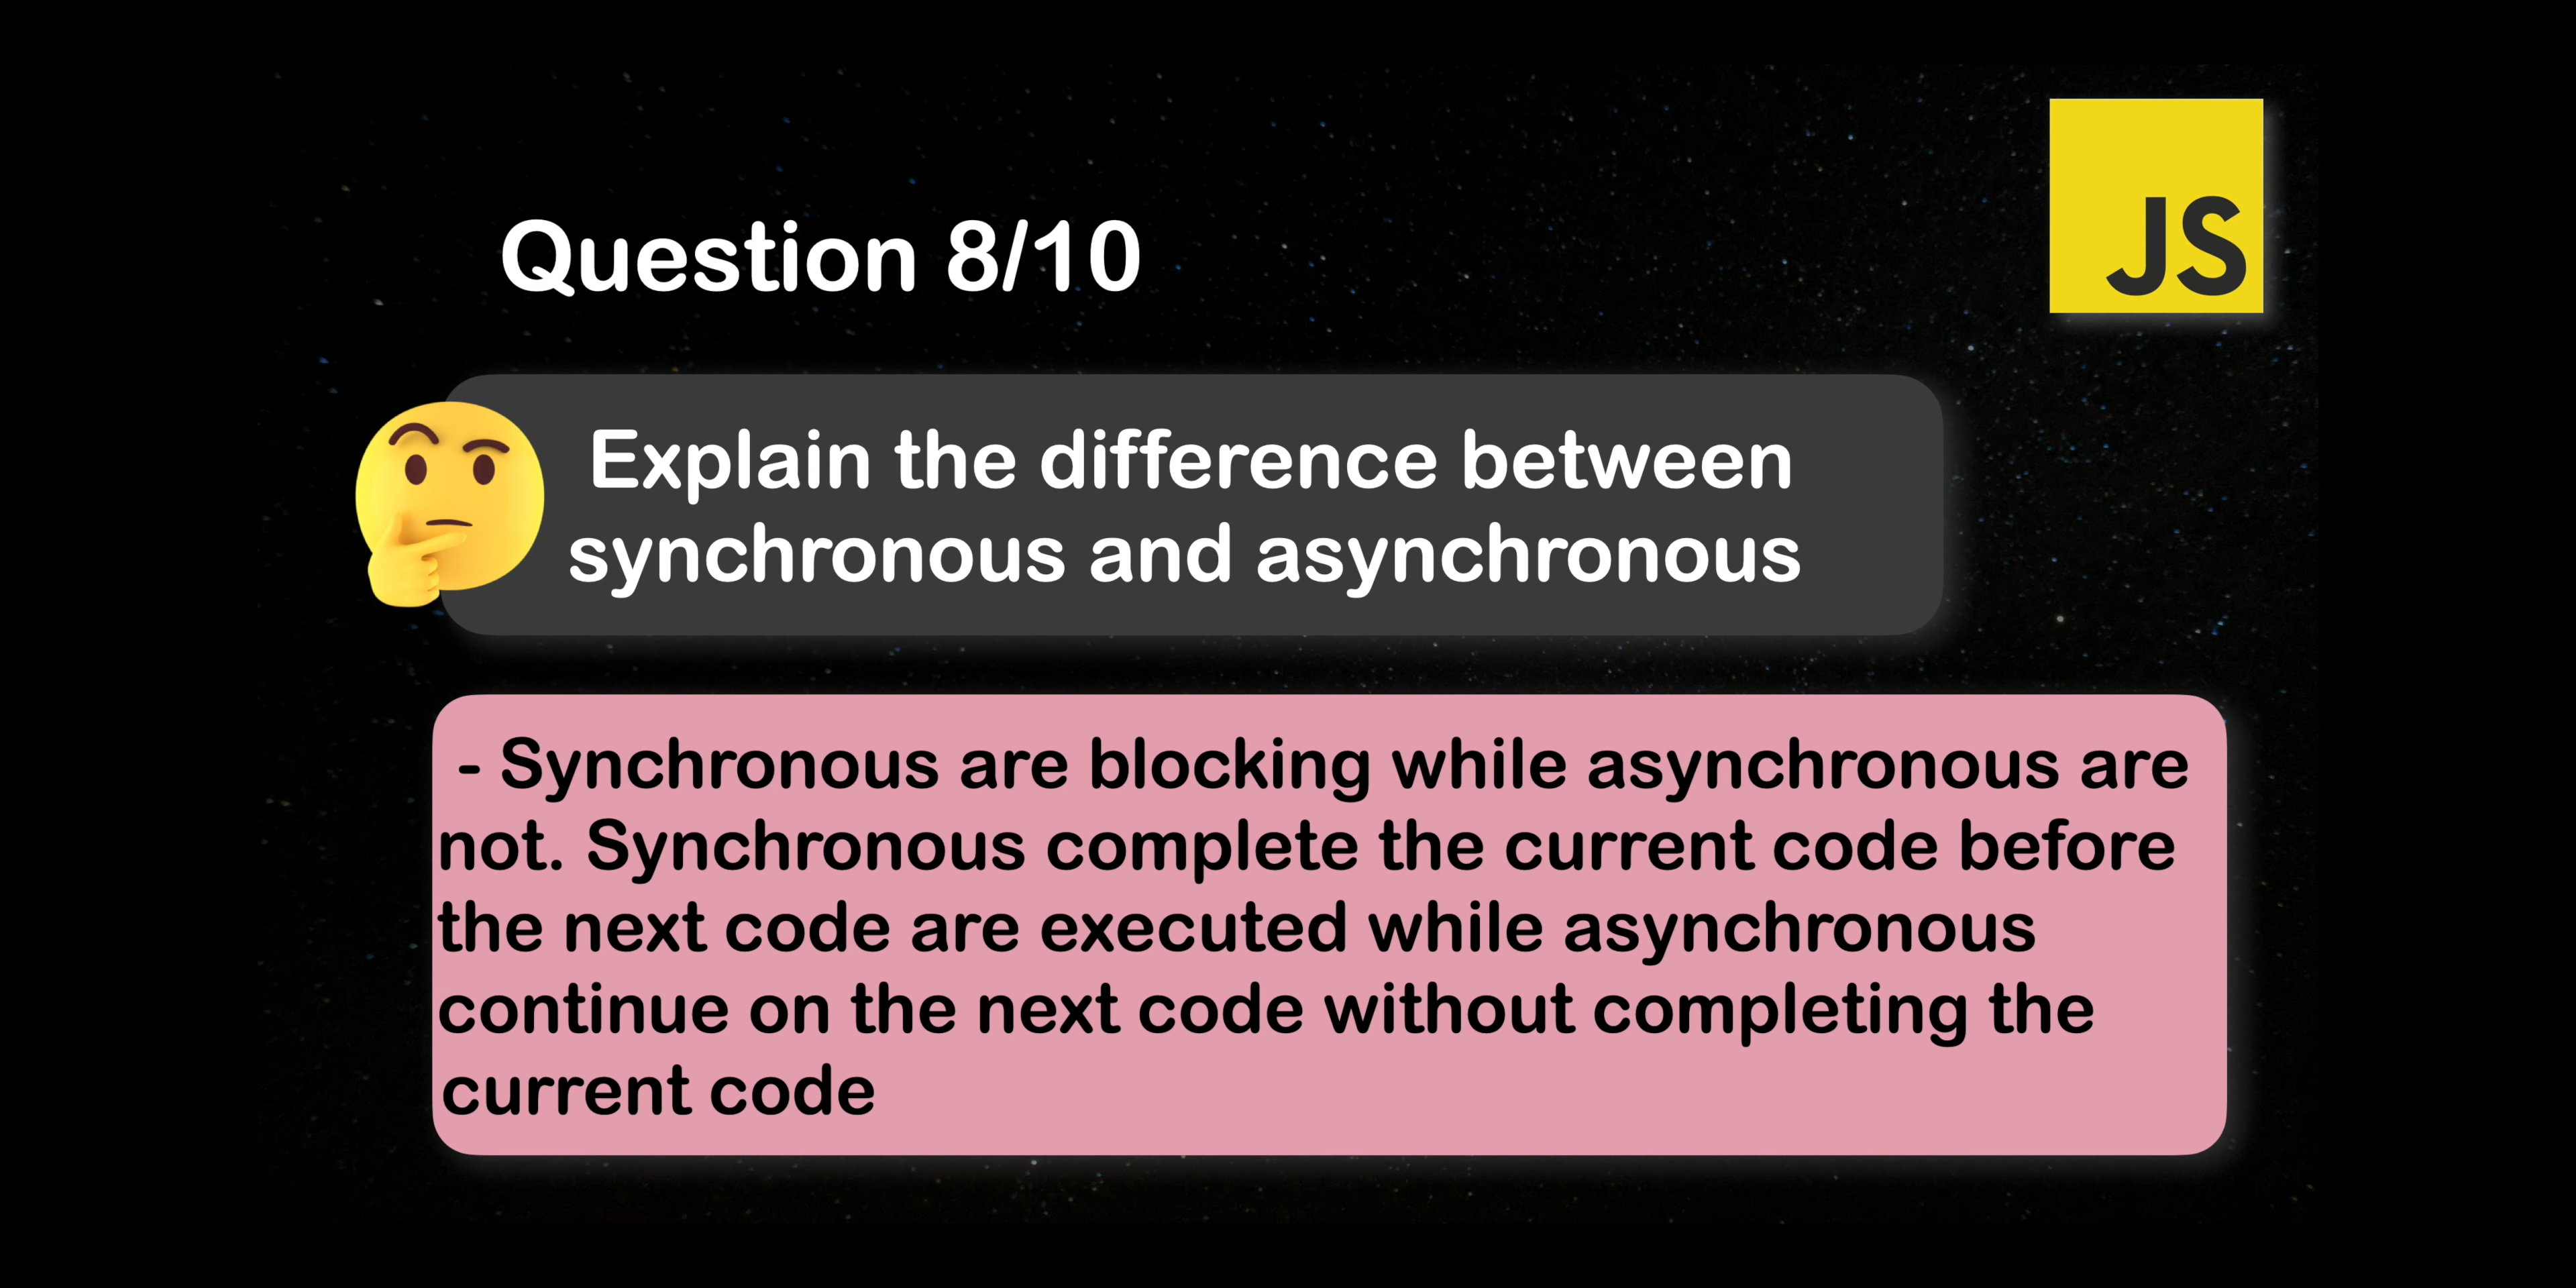 JS
Question 8/10
Explain the difference between
synchronous and asynchronous
- Synchronous are blocking while asynchronous are
not. Synchronous complete the current code before
the next code are executed while asynchronous
continue on the next code without completing the
current code